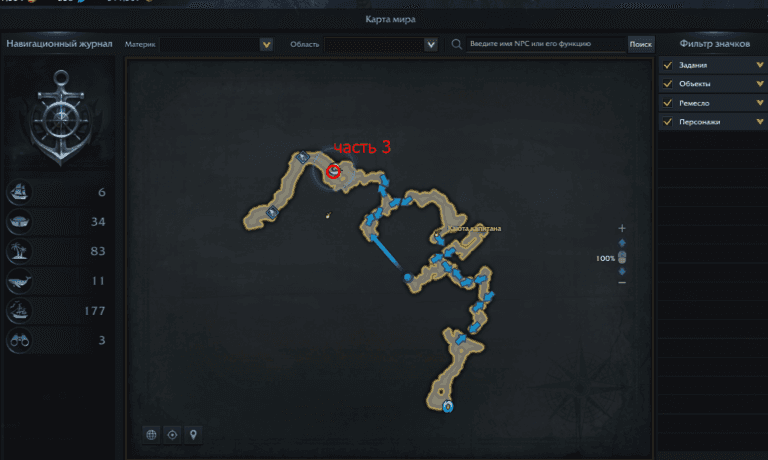 Карта мира
Навигационный журнал
Материк
Область
Введите имя NPC или его функцию
Поиск
Фильтр значков
6
34
83
11
177
3
часть 3
Каюта капитана
100%
Задания
Объекты
Ремесло
Персонажи